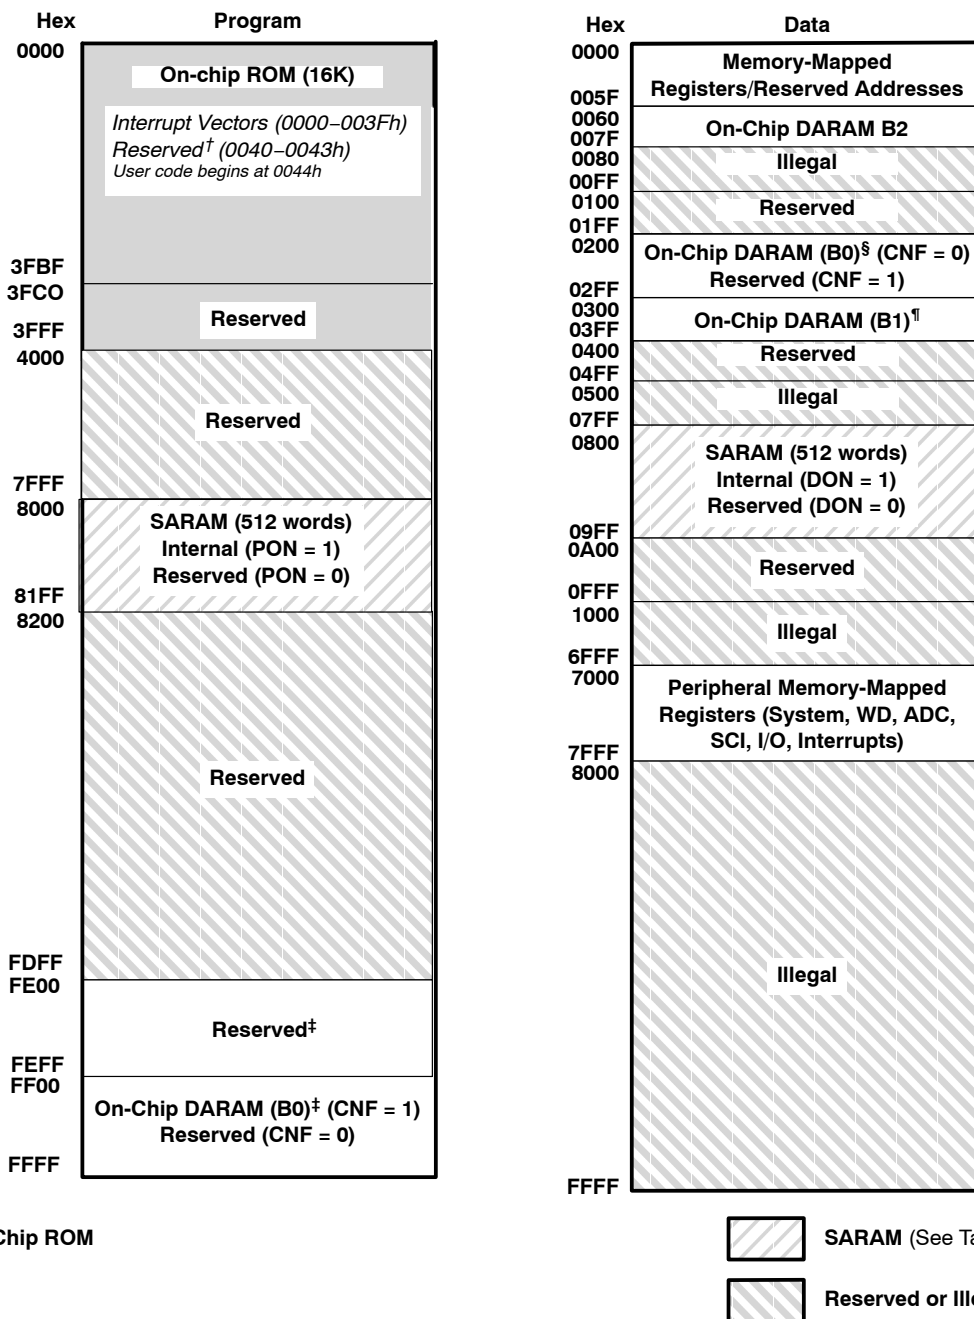 Hex Program
0000
On-chip ROM (16K)
Interrupt Vectors (0000–003Fh)
Reserved† (0040–0043h)
User code begins at 0044h
3FBF
3FCO
Reserved
3FFF
4000
Reserved
7FFF
8000
SARAM (512 words)
Internal (PON = 1)
Reserved (PON = 0)
81FF
8200
Reserved
FDFF
FE00
Reserved‡
FEFF
FF00
On-Chip DARAM (B0)‡ (CNF = 1)
Reserved (CNF = 0)
FFFF
Hex Data
0000
Memory-Mapped
Registers/Reserved Addresses
005F
0060
On-Chip DARAM B2
007F
0080
Illegal
00FF
0100
Reserved
01FF
0200
On-Chip DARAM (B0)§ (CNF = 0)
Reserved (CNF = 1)
02FF
0300
On-Chip DARAM (B1)¶
03FF
0400
Reserved
04FF
0500
Illegal
07FF
0800
SARAM (512 words)
Internal (DON = 1)
Reserved (DON = 0)
09FF
0A00
Reserved
0FFF
1000
Illegal
6FFF
7000
Peripheral Memory-Mapped
Registers (System, WD, ADC,
SCI, I/O, Interrupts)
7FFF
8000
Illegal
FFFF
Chip ROM
SARAM (See Ta
Reserved or Ille